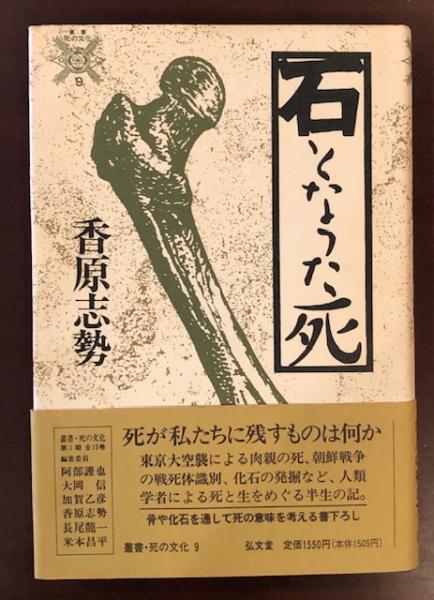 叢書
死の文化
9
石となった死
香原志勢
叢書・死の文化
第Ⅰ期 全15巻
編集委員
阿部謹也
大岡 信
加賀乙彦
香原志勢
長尾龍一
米本昌平
死が私たちに残すものは何か
東京大空襲による肉親の死、朝鮮戦争
の戦死体識別、化石の発掘など、人類
学者による死と生をめぐる半生の記。
骨や化石を通して死の意味を考える書下ろし
叢書・死の文化 9 弘文堂 定価1550円(本体1505円)